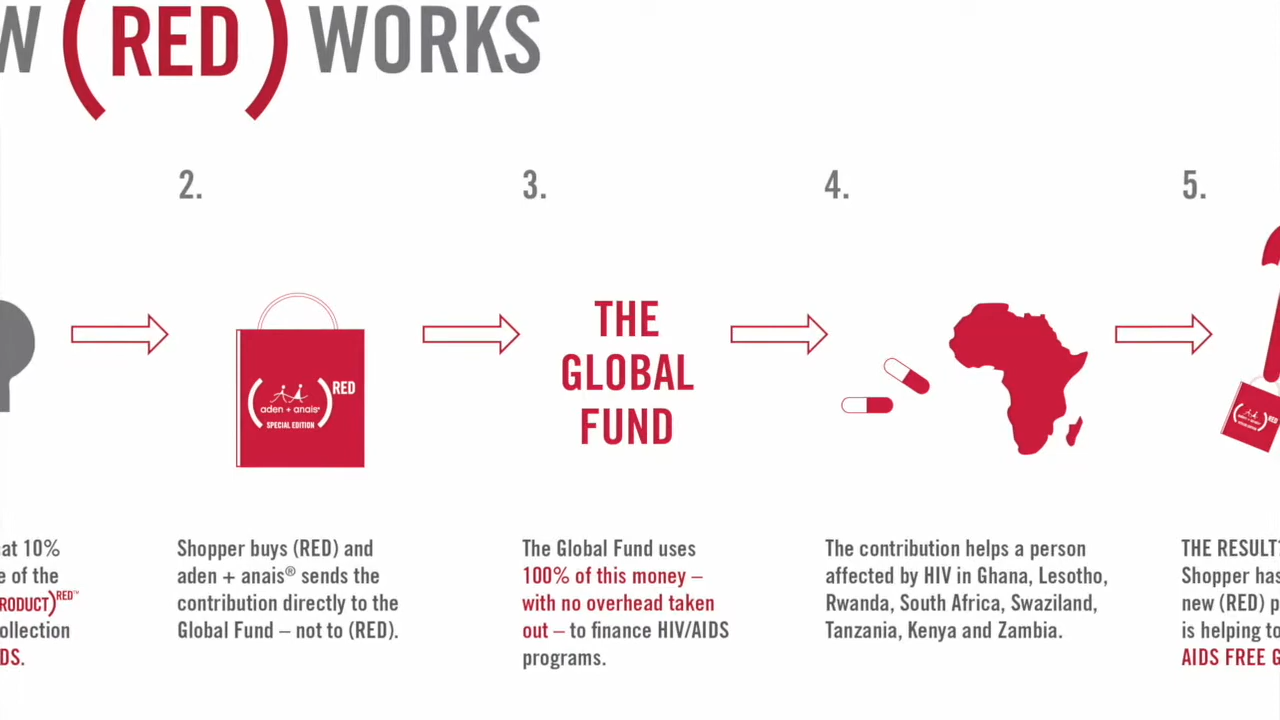 W (RED) WORKS
2.
3.
4.
5.
(aden + anais® SPECIAL EDITION)RED
THE
GLOBAL
FUND
at 10%
e of the
RODUCT)RED™
ollection
DS.
Shopper buys (RED) and
aden + anais® sends the
contribution directly to the
Global Fund – not to (RED).
The Global Fund uses
100% of this money –
with no overhead taken
out – to finance HIV/AIDS
programs.
The contribution helps a person
affected by HIV in Ghana, Lesotho,
Rwanda, South Africa, Swaziland,
Tanzania, Kenya and Zambia.
THE RESULT?
Shopper has
new (RED) p
is helping to
AIDS FREE G